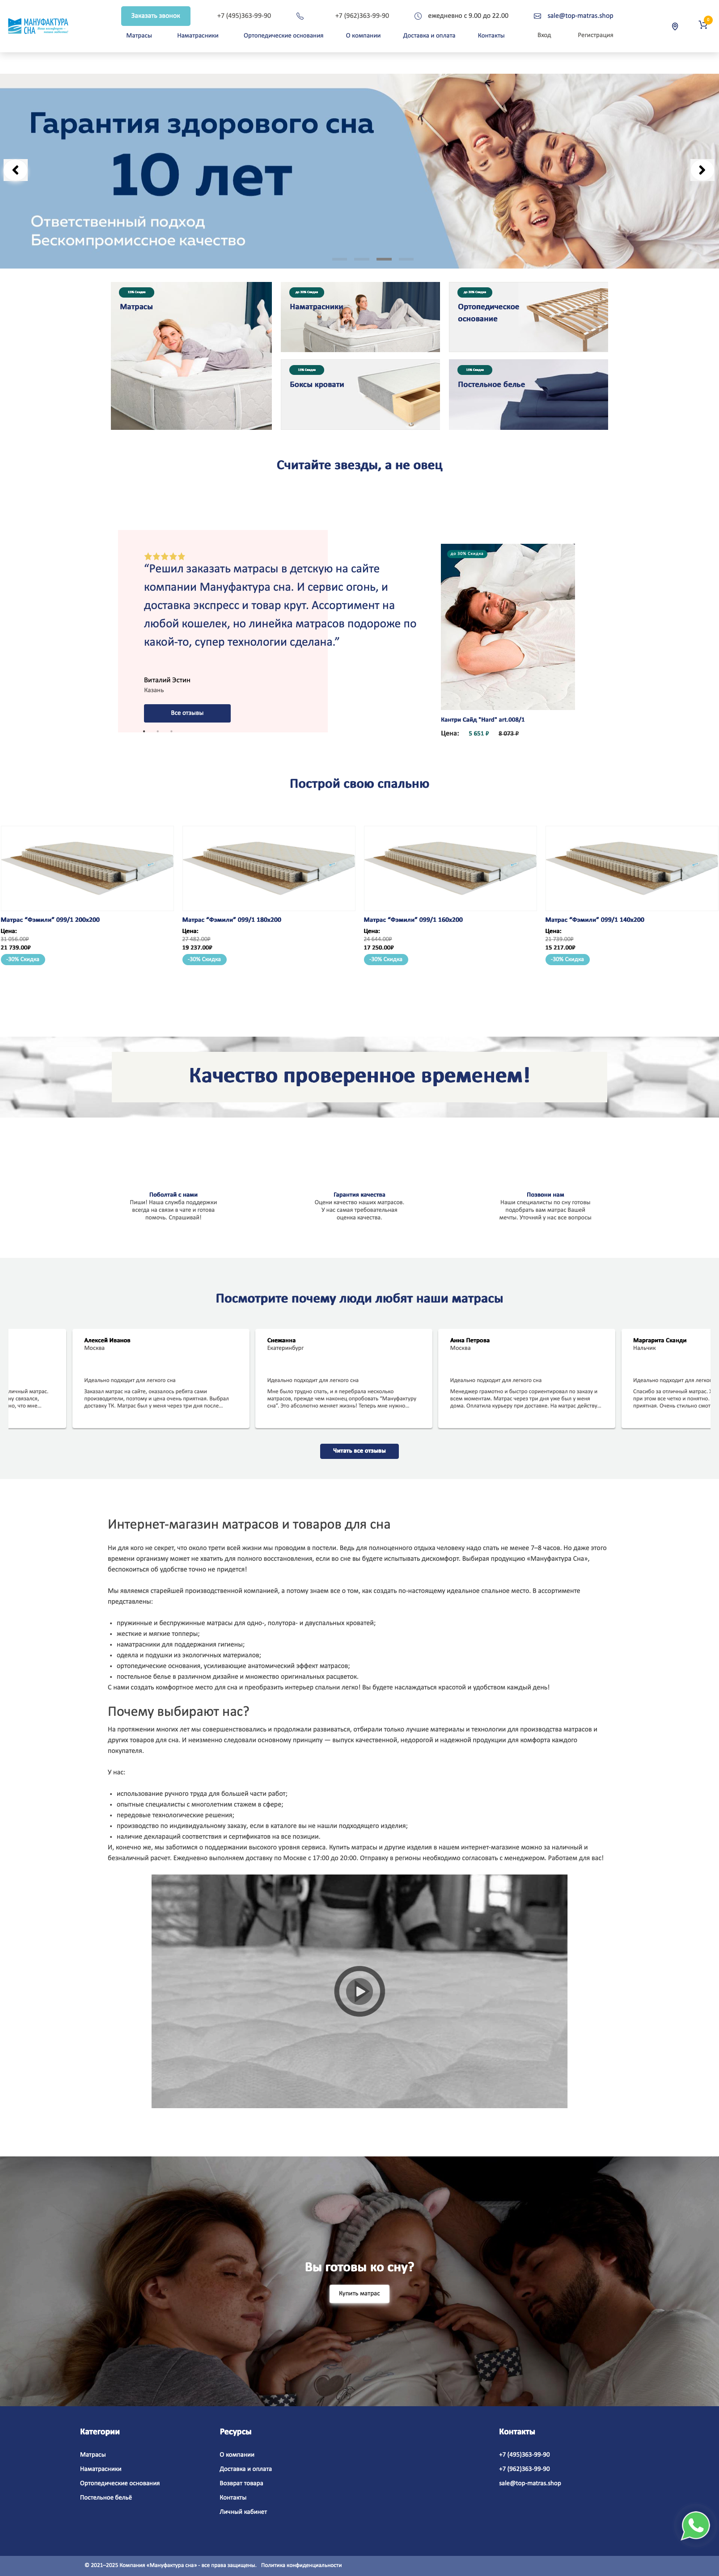 МАНУФАКТУРА
СНА
Заказать звонок
+7 (495)363-99-90
+7 (962)363-99-90
ежедневно с 9.00 до 22.00
sale@top-matras.shop
0
Матрасы
Наматрасники
Ортопедические основания
О компании
Доставка и оплата
Контакты
Вход
Регистрация
Гарантия здорового сна
10 лет
Ответственный подход
Бескомпромиссное качество
Матрасы
до 30% Скидка
Наматрасники
до 30% Скидка
Ортопедическое
основание
Боксы кровати
Постельное белье
Считайте звезды, а не овец
“Решил заказать матрасы в детскую на сайте
компании Мануфактура сна. И сервис огонь, и
доставка экспресс и товар крут. Ассортимент на
любой кошелек, но линейка матрасов подороже по
какой-то, супер технологии сделана.”
Виталий Эстин
Казань
Все отзывы
до 30% Скидка
Кантри Сайд "Hard" art.008/1
Цена: 5 651 ₽ 8 073 ₽
Построй свою спальню
Матрас “Фэмили” 099/1 200х200
Цена:
31 056.00₽
21 739.00₽
-30% Скидка
Матрас “Фэмили” 099/1 180х200
Цена:
27 482.00₽
19 237.00₽
-30% Скидка
Матрас “Фэмили” 099/1 160х200
Цена:
24 644.00₽
17 250.00₽
-30% Скидка
Матрас “Фэмили” 099/1 140х200
Цена:
21 739.00₽
15 217.00₽
-30% Скидка
Качество проверенное временем!
Поболтай с нами
Пиши! Наша служба поддержки
всегда на связи в чате и готова
помочь. Спрашивай!
Гарантия качества
Оцени качество наших матрасов.
У нас самая требовательная
оценка качества.
Позвони нам
Наши специалисты по сну готовы
подобрать вам матрас Вашей
мечты. Уточняй у нас все вопросы
Посмотрите почему люди любят наши матрасы
личный матрас.
ну связался,
но, что мне...
Алексей Иванов
Москва
Идеально подходит для легкого сна
Заказал матрас на сайте, оказалось ребята сами
производители, поэтому и цена очень приятная. Выбрал
доставку ТК. Матрас был у меня через три дня после...
Снежанна
Екатеринбург
Идеально подходит для легкого сна
Мне было трудно спать, и я перебрала несколько
матрасов, прежде чем наконец опробовать "Мануфактуру
сна". Это абсолютно меняет жизнь! Теперь мне нужно...
Анна Петрова
Москва
Идеально подходит для легкого сна
Менеджер грамотно и быстро сориентировал по заказу и
всем моментам. Матрас через три дня уже был у меня
дома. Оплатила курьеру при доставке. На матрас действу...
Маргарита Сканди
Нальчик
Идеально подходит для легкого
Спасибо за отличный матрас.
при этом все четко и понятно.
приятная. Очень стильно смот
Читать все отзывы
Интернет-магазин матрасов и товаров для сна
Ни для кого не секрет, что около трети всей жизни мы проводим в постели. Ведь для полноценного отдыха человеку надо спать не менее 7–8 часов. Но даже этого
времени организму может не хватить для полного восстановления, если во сне вы будете испытывать дискомфорт. Выбирая продукцию «Мануфактура Сна»,
беспокоиться об удобстве точно не придется!
Мы являемся старейшей производственной компанией, а потому знаем все о том, как создать по-настоящему идеальное спальное место. В ассортименте
представлены:
• пружинные и беспружинные матрасы для одно-, полутора- и двуспальных кроватей;
• жесткие и мягкие топперы;
• наматрасники для поддержания гигиены;
• одеяла и подушки из экологичных материалов;
• ортопедические основания, усиливающие анатомический эффект матрасов;
• постельное белье в различном дизайне и множество оригинальных расцветок.
С нами создать комфортное место для сна и преобразить интерьер спальни легко! Вы будете наслаждаться красотой и удобством каждый день!
Почему выбирают нас?
На протяжении многих лет мы совершенствовались и продолжали развиваться, отбирали только лучшие материалы и технологии для производства матрасов и
других товаров для сна. И неизменно следовали основному принципу — выпуск качественной, недорогой и надежной продукции для комфорта каждого
покупателя.
У нас:
• использование ручного труда для большей части работ;
• опытные специалисты с многолетним стажем в сфере;
• передовые технологические решения;
• производство по индивидуальному заказу, если в каталоге вы не нашли подходящего изделия;
• наличие деклараций соответствия и сертификатов на все позиции.
И, конечно же, мы заботимся о поддержании высокого уровня сервиса. Купить матрасы и другие изделия в нашем интернет-магазине можно за наличный и
безналичный расчет. Ежедневно выполняем доставку по Москве с 17:00 до 20:00. Отправку в регионы необходимо согласовать с менеджером. Работаем для вас!
Вы готовы ко сну?
Купить матрас
Категории
Матрасы
Наматрасники
Ортопедические основания
Постельное бельё
Ресурсы
О компании
Доставка и оплата
Возврат товара
Контакты
Личный кабинет
Контакты
+7 (495)363-99-90
+7 (962)363-99-90
sale@top-matras.shop
© 2021–2025 Компания «Мануфактура сна» - все права защищены. Политика конфиденциальности